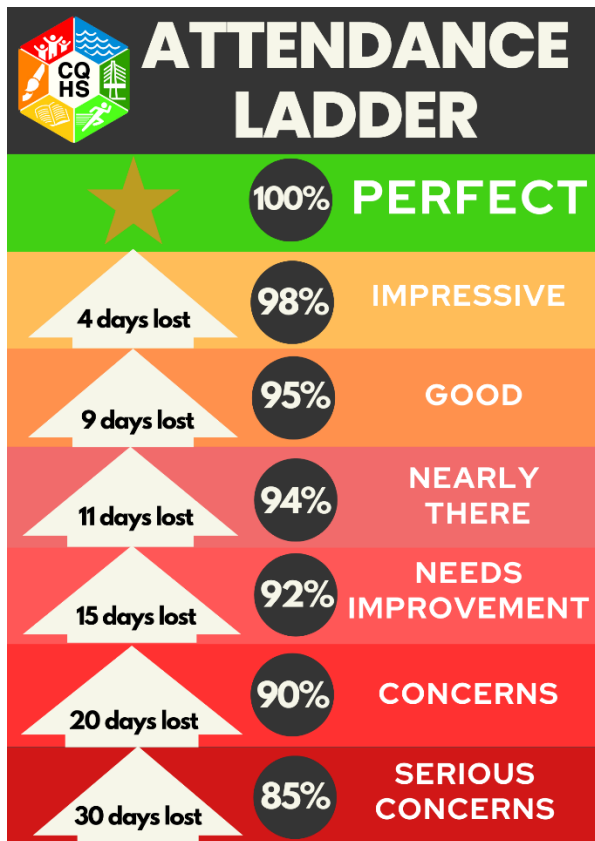 CQ
HS
ATTENDANCE
LADDER
100% PERFECT
4 days lost 98% IMPRESSIVE
9 days lost 95% GOOD
11 days lost 94% NEARLY
THERE
15 days lost 92% NEEDS
IMPROVEMENT
20 days lost 90% CONCERNS
30 days lost 85% SERIOUS
CONCERNS